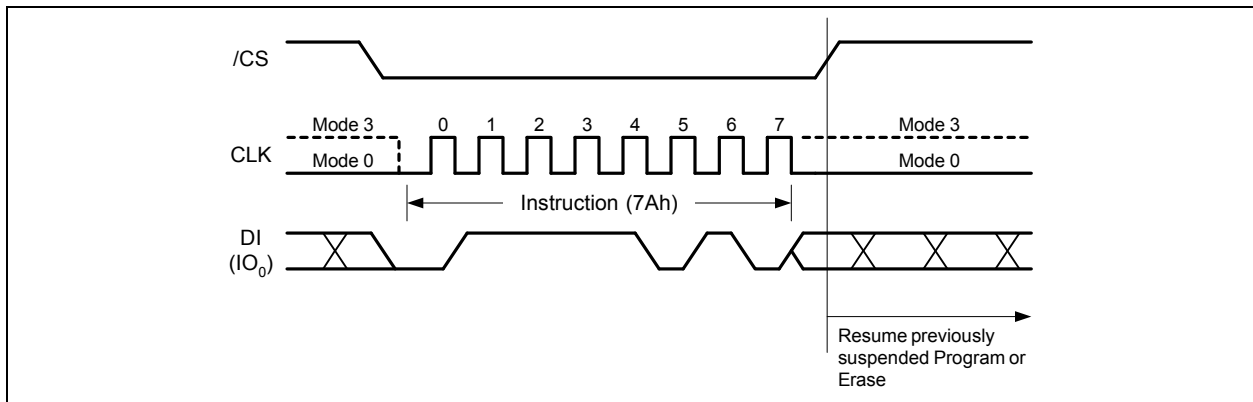 /CS
Mode 3 0 1 2 3 4 5 6 7 Mode 3
CLK
Mode 0 Mode 0
Instruction (7Ah)
DI
(IO0)
Resume previously
suspended Program or
Erase